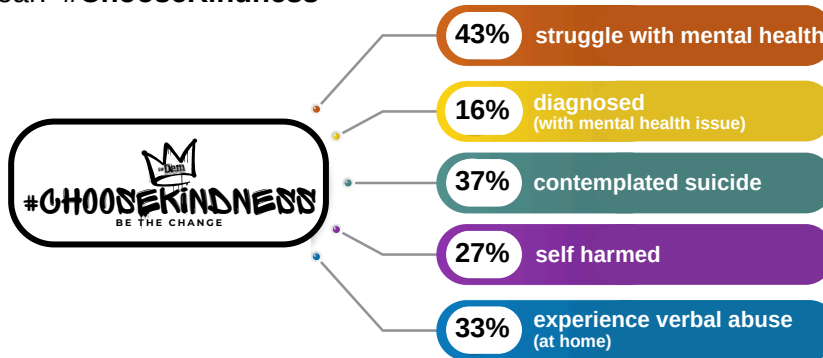 #ChooseKindness
43% struggle with mental health
16% diagnosed
(with mental health issue)
#CHOOSEKINDNESS
BE THE CHANGE
37% contemplated suicide
27% self harmed
33% experience verbal abuse
(at home)